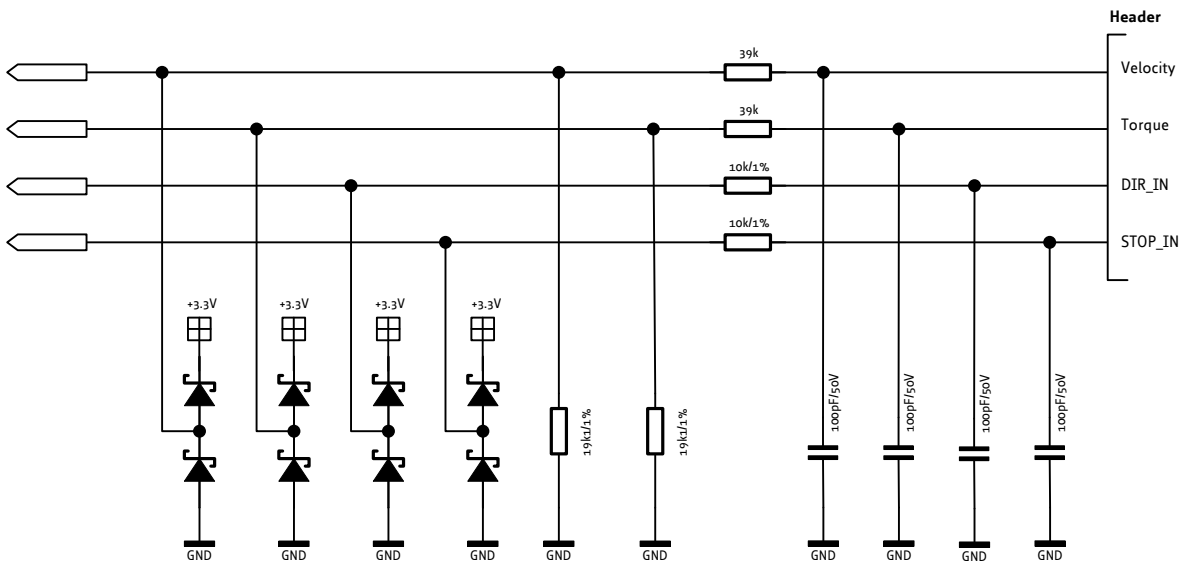 Header
39k
Velocity
39k
Torque
10k/1%
DIR_IN
10k/1%
STOP_IN
+3.3V
+3.3V
+3.3V
+3.3V
19k1/1%
19k1/1%
100pF/50V
100pF/50V
100pF/50V
100pF/50V
GND
GND
GND
GND
GND
GND
GND
GND
GND
GND